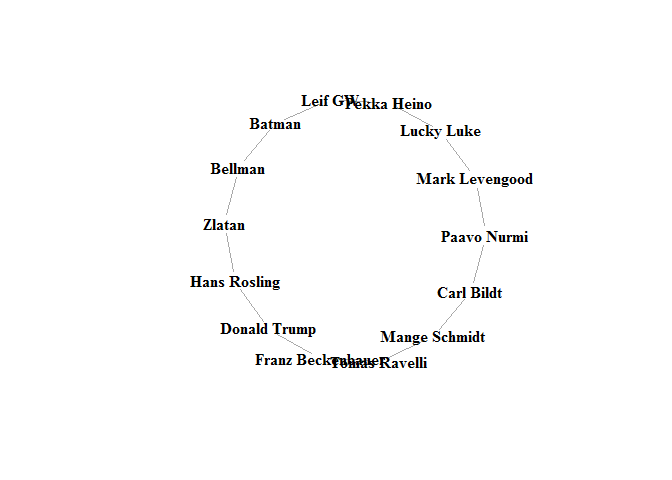 Leif GW
Pekka Heino
Batman
Lucky Luke
Bellman
Mark Levengood
Zlatan
Paavo Nurmi
Hans Rosling
Carl Bildt
Donald Trump
Mange Schmidt
Franz Beckenbauer
Tomas Ravelli